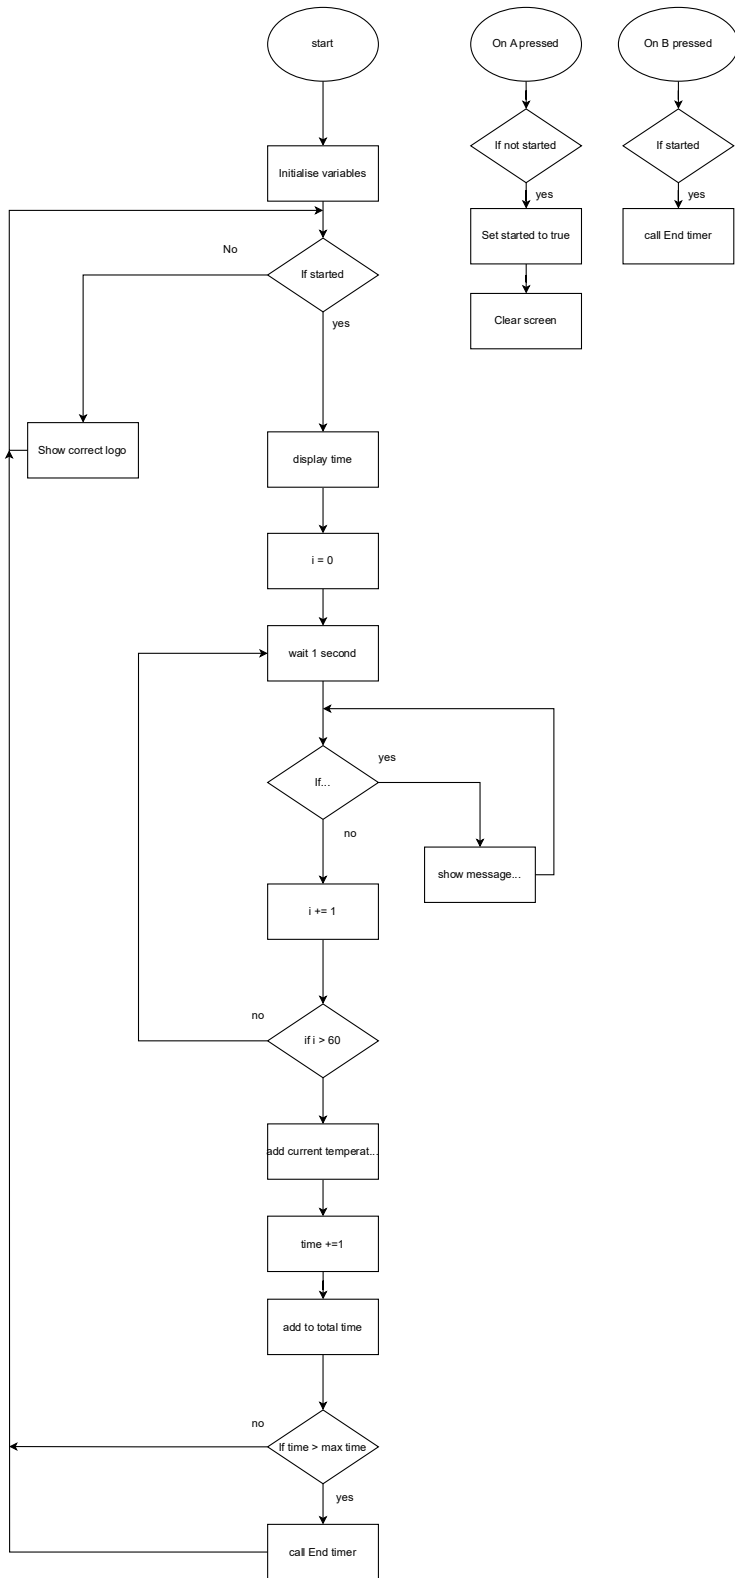 start
On A pressed
On B pressed
If not started
If started
Initialise variables
yes
yes
Set started to true
call End timer
No
If started
yes
Clear screen
Show correct logo
display time
i = 0
wait 1 second
yes
If...
no
show message...
i += 1
no
if i > 60
add current temperat...
time +=1
add to total time
no
If time > max time
yes
call End timer